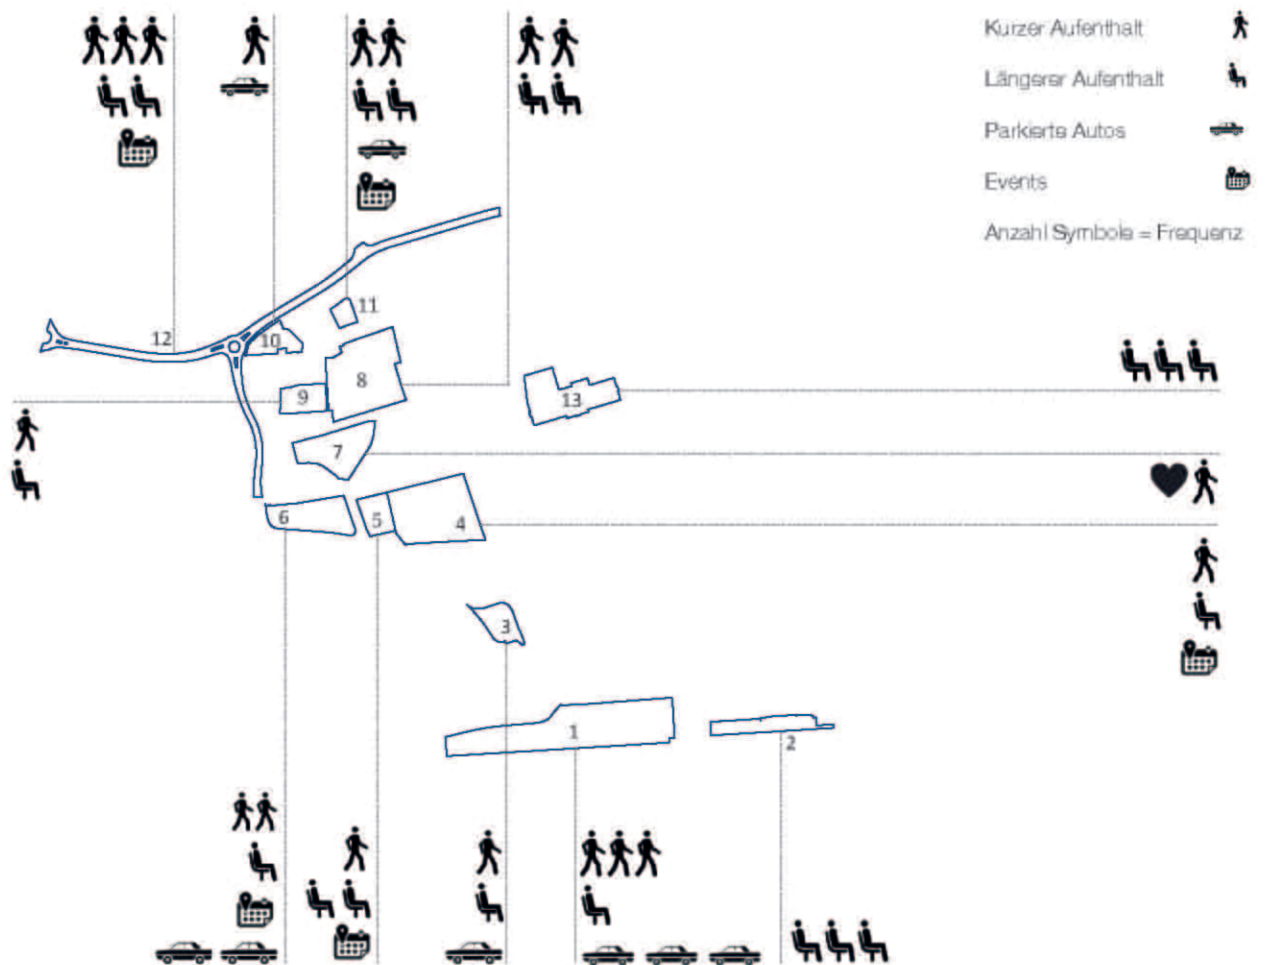 Kurzer Aufenthalt
Längerer Aufenthalt
Parkierte Autos
Events
Anzahl Symbole = Frequenz
11
12
10
8
9
13
7
6
5
4
3
1
2